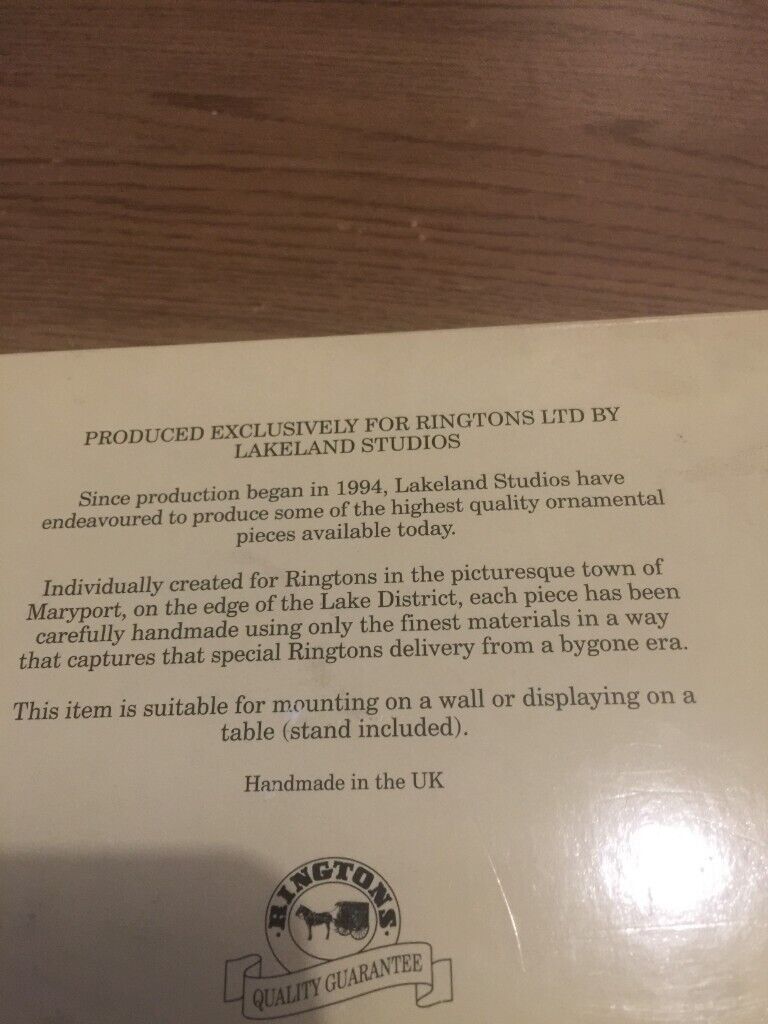 PRODUCED EXCLUSIVELY FOR RINGTONS LTD BY
LAKELAND STUDIOS
Since production began in 1994, Lakeland Studios have
endeavoured to produce some of the highest quality ornamental
pieces available today.
Individually created for Ringtons in the picturesque town of
Maryport, on the edge of the Lake District, each piece has been
carefully handmade using only the finest materials in a way
that captures that special Ringtons delivery from a bygone era.
This item is suitable for mounting on a wall or displaying on a
table (stand included).
Handmade in the UK
·RINGTONS·
QUALITY GUARANTEE